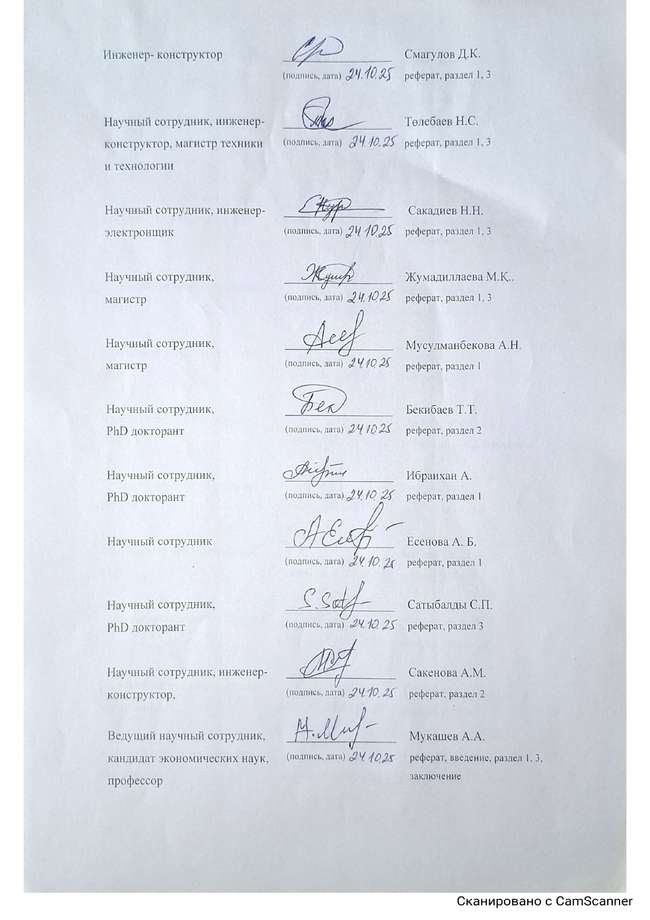 Инженер- конструктор Смагулов Д.К.
(подпись, дата) 24.10.25 реферат, раздел 1, 3
Научный сотрудник, инженер- Төлебаев Н.С.
конструктор, магистр техники (подпись, дата) 24.10.25 реферат, раздел 1, 3
и технологии
Научный сотрудник, инженер- Сакадиев Н.Н.
электронщик (подпись, дата) 24.10.25 реферат, раздел 1, 3
Научный сотрудник, Жумадиллаева М.Қ..
магистр (подпись, дата) 24.10.25 реферат, раздел 1, 3
Научный сотрудник, Мусулманбекова А.Н.
магистр (подпись, дата) 24.10.25 реферат, раздел 1
Научный сотрудник, Бек Бекибаев Т.Т.
PhD докторант (подпись, дата) 24.10.25 реферат, раздел 2
Научный сотрудник, Ибраихан А.
PhD докторант (подпись, дата) 24.10.25 реферат, раздел 1
Научный сотрудник Есенова А. Б.
(подпись, дата) 24.10.25 реферат, раздел 1
Научный сотрудник, Сатыбалды С.П.
PhD докторант (подпись, дата) 24.10.25 реферат, раздел 3
Научный сотрудник, инженер- Сакенова А.М.
конструктор, (подпись, дата) 24.10.25 реферат, раздел 2
Ведущий научный сотрудник, Мукашев А.А.
кандидат экономических наук, (подпись, дата) 24.10.25 реферат, введение, раздел 1, 3,
профессор заключение
Сканировано с CamScanner